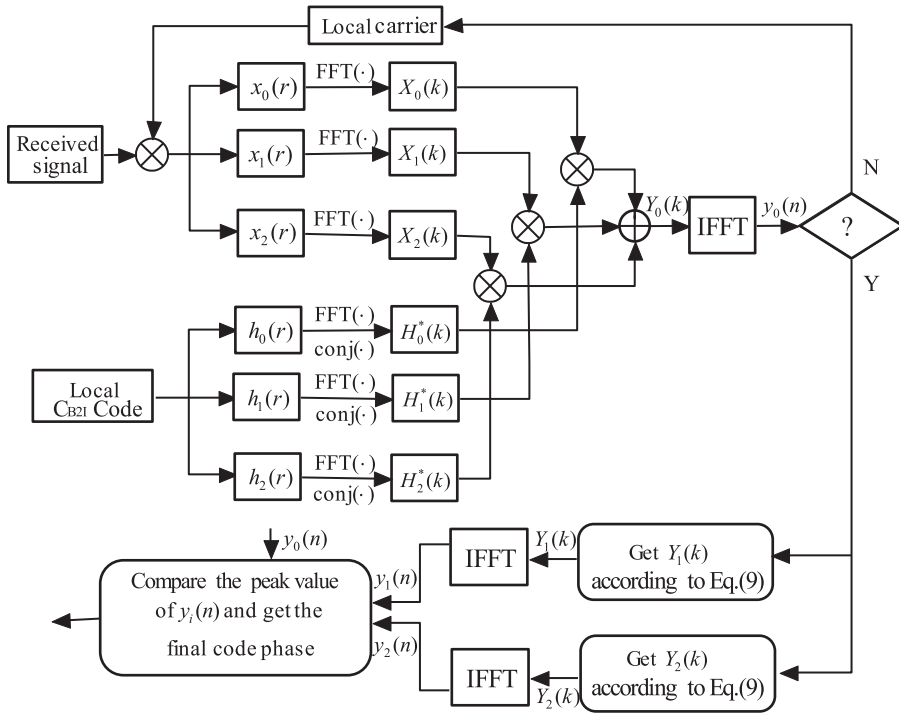 Local carrier
N
FFT(·)
x₀(r)
X₀(k)
Received
signal
FFT(·)
x₁(r)
X₁(k)
FFT(·)
x₂(r)
X₂(k)
Y₀(k)
IFFT
y₀(n)
?
Y
FFT(·)
h₀(r)
H₀*(k)
conj(·)
Local
C_B2I Code
FFT(·)
h₁(r)
H₁*(k)
conj(·)
FFT(·)
h₂(r)
H₂*(k)
conj(·)
y₀(n)
Y₁(k)
IFFT
Get Y₁(k)
according to Eq.(9)
y₁(n)
Compare the peak value
of yᵢ(n) and get the
final code phase
y₂(n)
IFFT
Y₂(k)
Get Y₂(k)
according to Eq.(9)